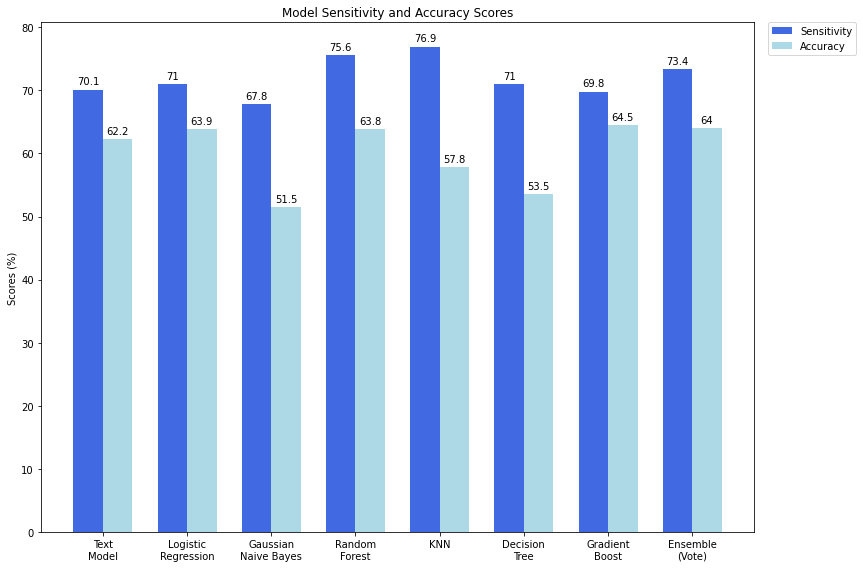 Model Sensitivity and Accuracy Scores
Sensitivity
Accuracy
Scores (%)
80
70
60
50
40
30
20
10
0
70.1
62.2
71
63.9
67.8
51.5
75.6
63.8
76.9
57.8
71
53.5
69.8
64.5
73.4
64
Text
Model
Logistic
Regression
Gaussian
Naive Bayes
Random
Forest
KNN
Decision
Tree
Gradient
Boost
Ensemble
(Vote)